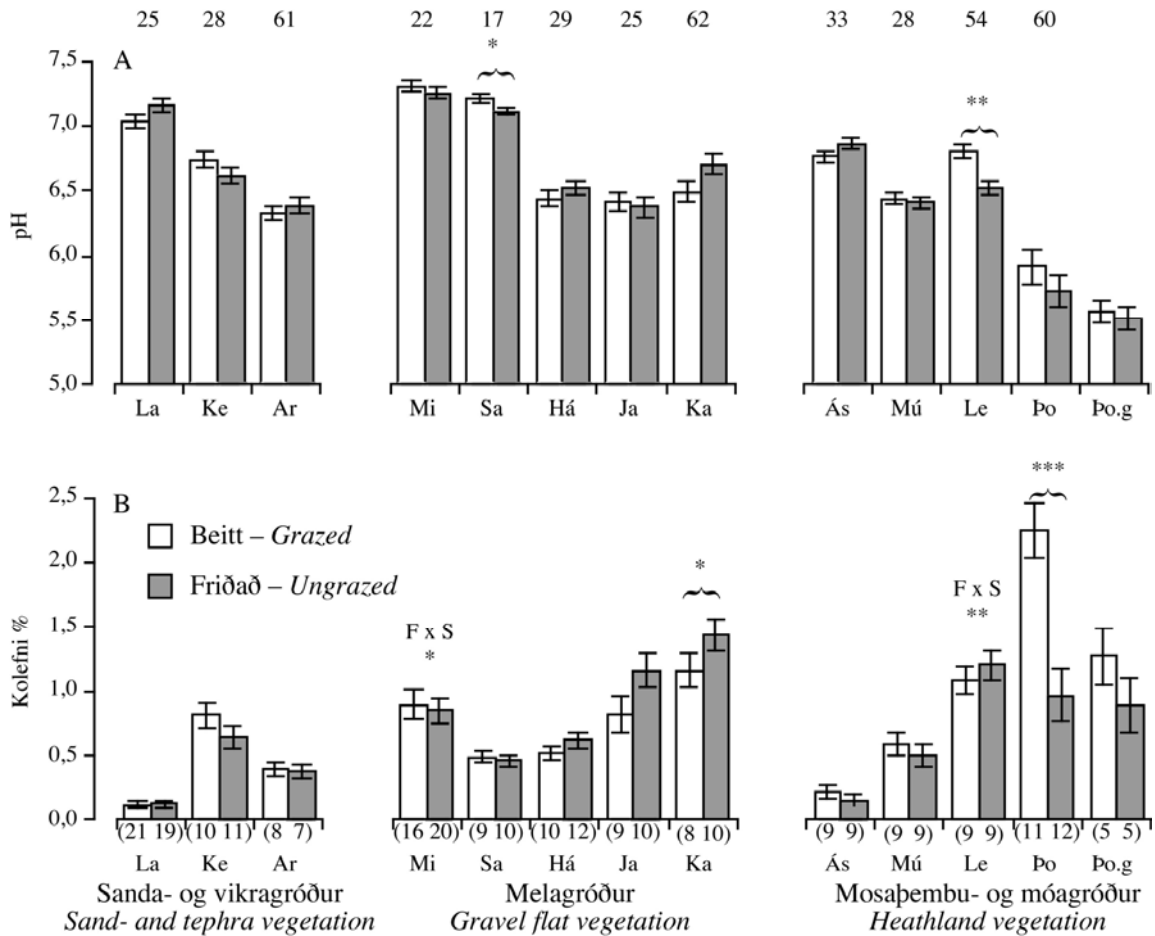 25 28 61 22 17 29 25 62 33 28 54 60
A
*
**
7,5
7,0
6,5
6,0
5,5
5,0
pH
La Ke Ar Mi Sa Há Ja Ka Ás Mú Le Þo Þo.g
B
***
2,5
2,0
1,5
1,0
0,5
0,0
Kolefni %
Beitt – Grazed
Friðað – Ungrazed
F x S
*
*
F x S
**
(21 19) (10 11) (8 7) (16 20) (9 10) (10 12) (9 10) (8 10) (9 9) (9 9) (9 9) (11 12) (5 5)
La Ke Ar Mi Sa Há Ja Ka Ás Mú Le Þo Þo.g
Sanda- og vikragróður Melagróður Mosaþembu- og móagróður
Sand- and tephra vegetation Gravel flat vegetation Heathland vegetation